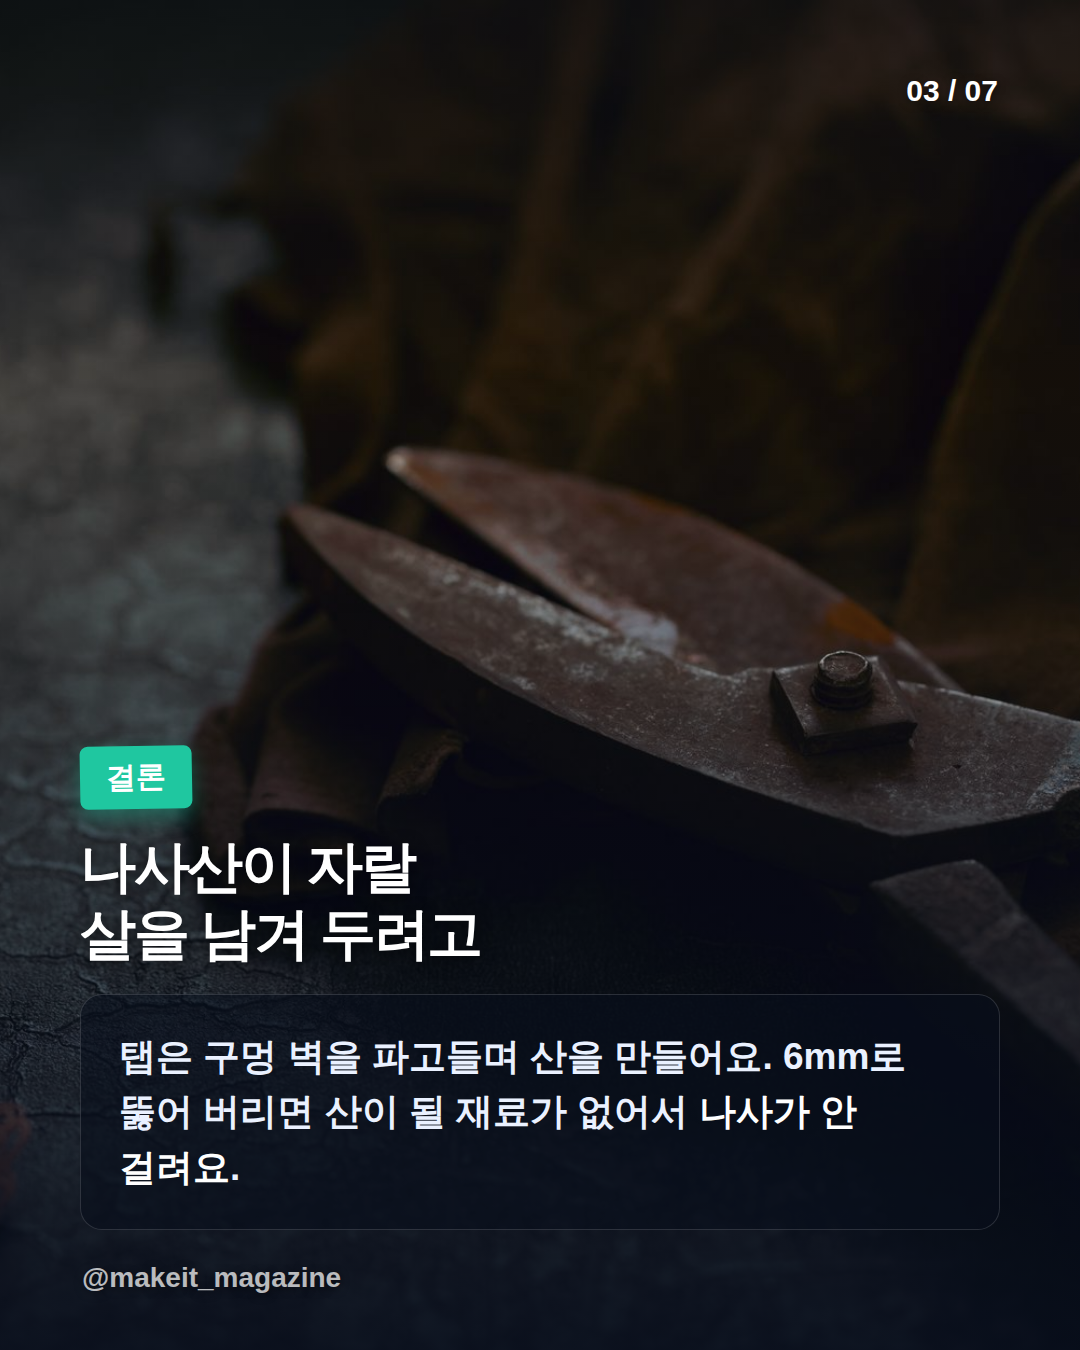 03 / 07
결론
나사산이 자랄
살을 남겨 두려고
탭은 구멍 벽을 파고들며 산을 만들어요. 6mm로
뚫어 버리면 산이 될 재료가 없어서 나사가 안
걸려요.
@makeit_magazine